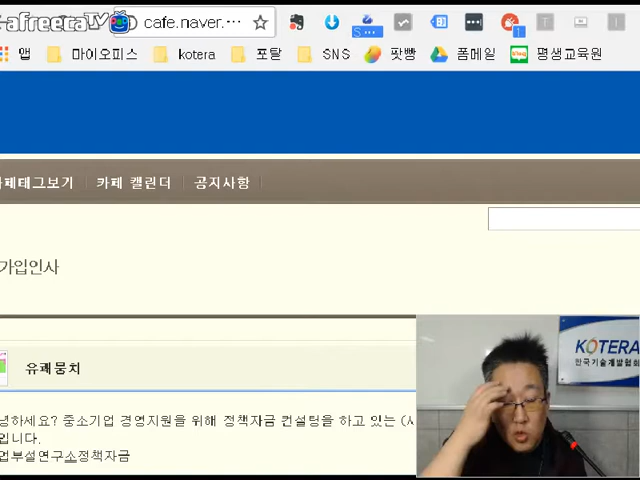 afreecaTV cafe.naver.···
앱 마이오피스 kotera 포탈 SNS 팟빵 폼메일 평생교육원
페태그보기 카페 캘린더 공지사항
가입인사
유쾌뭉치
녕하세요? 중소기업 경영지원을 위해 정책자금 컨설팅을 하고 있는 (사
입니다.
업부설연구소정책자금
KOTERA
한국기술개발협회